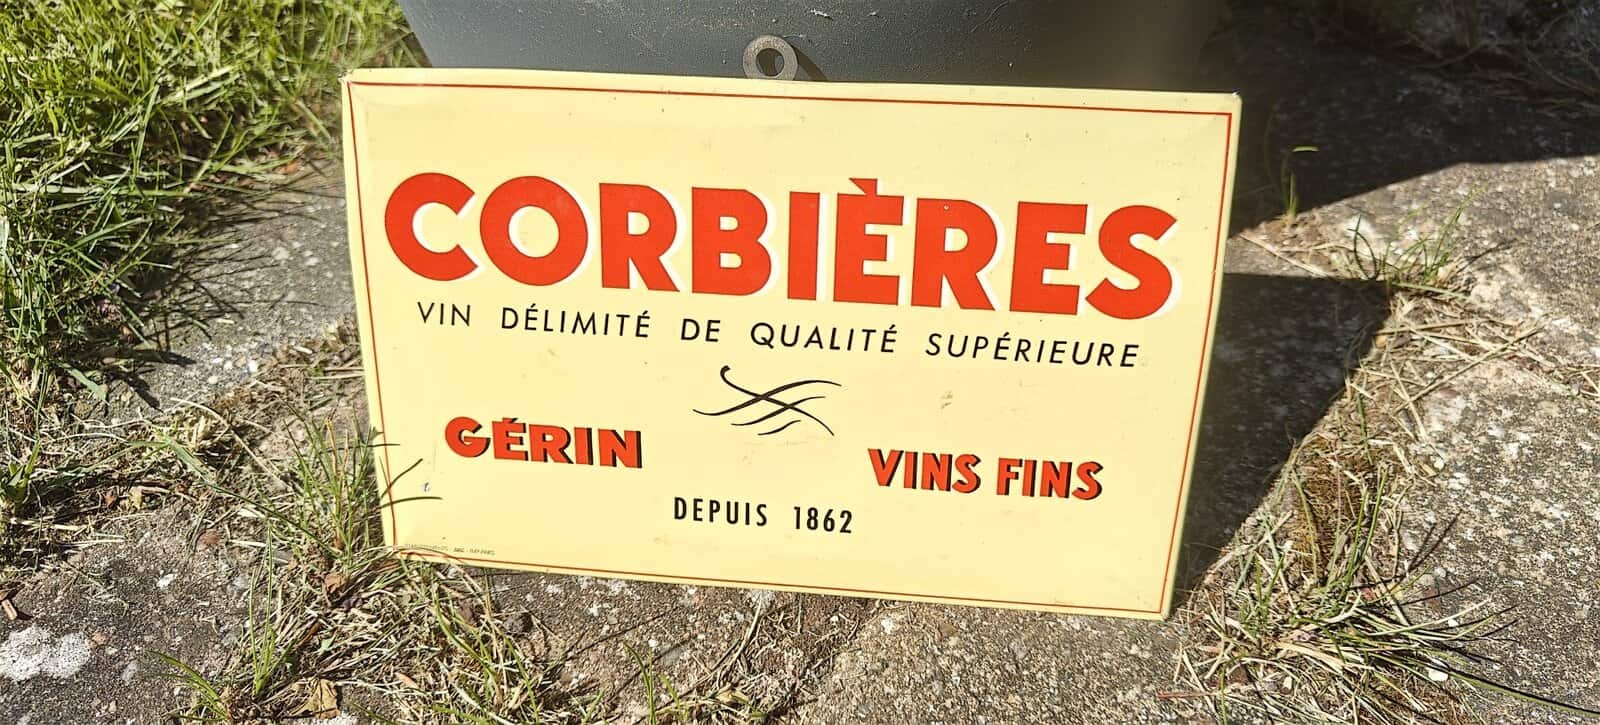 CORBIÈRES
VIN DÉLIMITÉ DE QUALITÉ SUPÉRIEURE
GÉRIN
VINS FINS
DEPUIS 1862